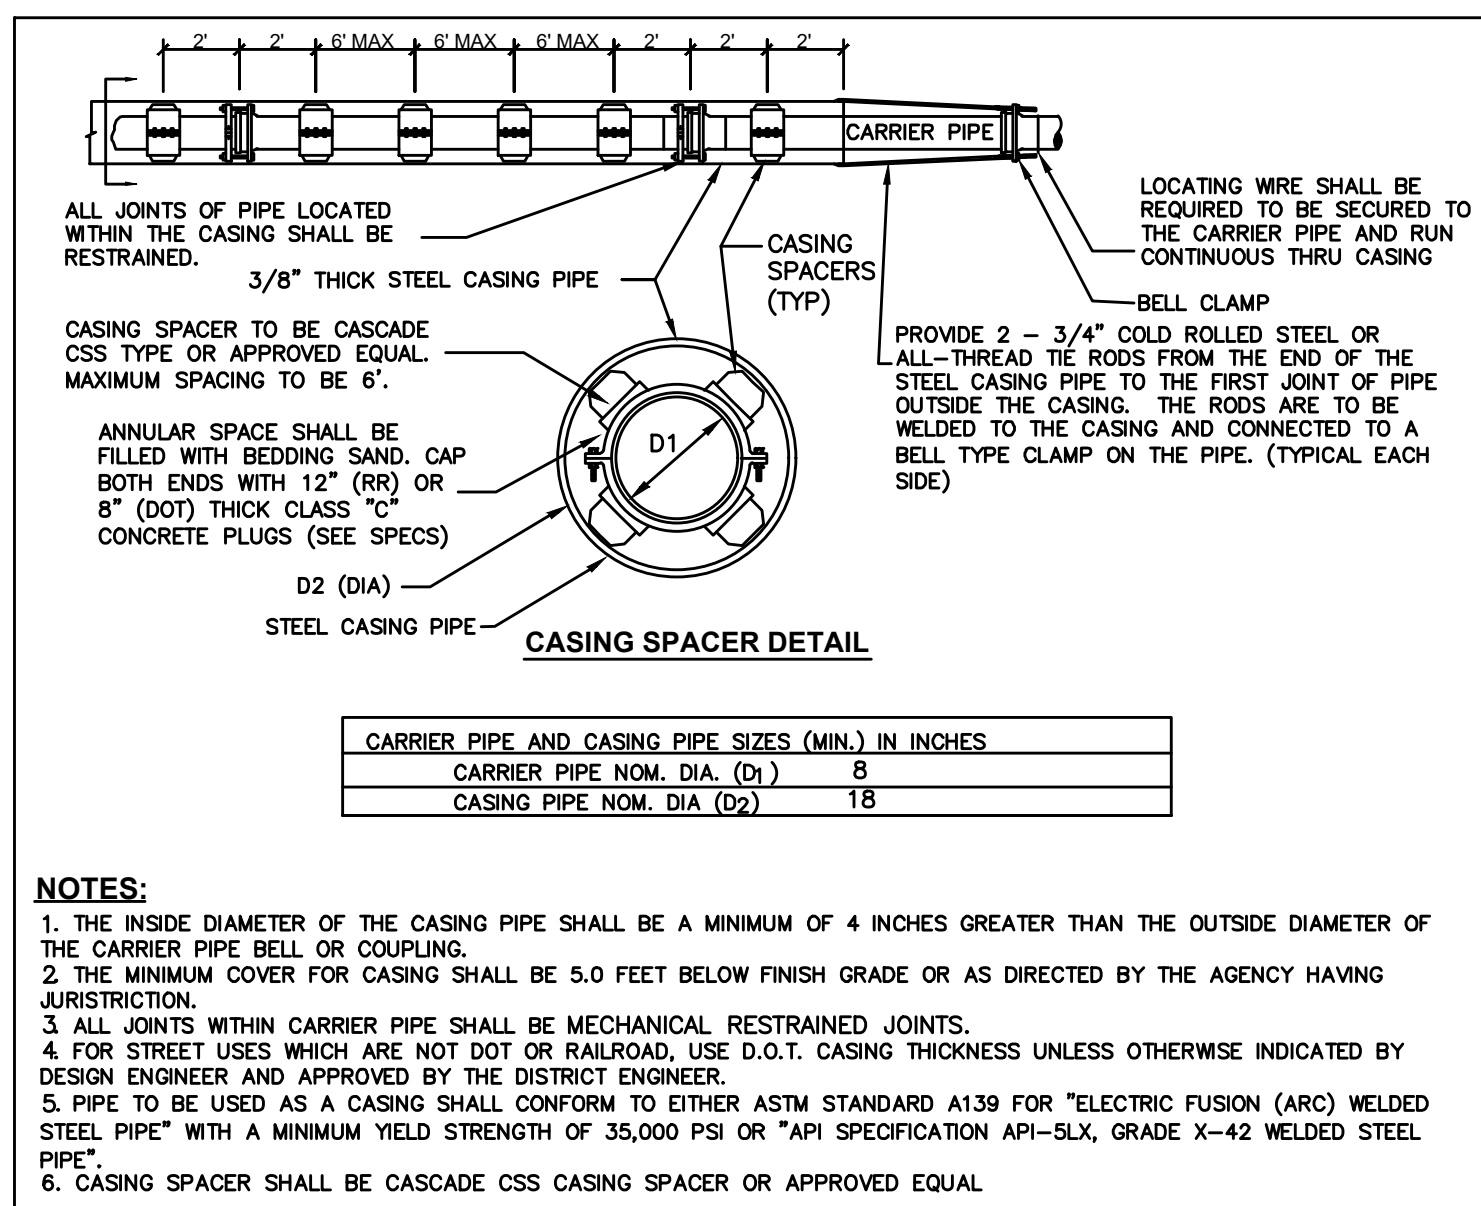 2' 2' 6' MAX 6' MAX 6' MAX 2' 2' 2'
CARRIER PIPE
ALL JOINTS OF PIPE LOCATED
WITHIN THE CASING SHALL BE
RESTRAINED.
3/8" THICK STEEL CASING PIPE
CASING
SPACERS
(TYP)
LOCATING WIRE SHALL BE
REQUIRED TO BE SECURED TO
THE CARRIER PIPE AND RUN
CONTINUOUS THRU CASING
BELL CLAMP
CASING SPACER TO BE CASCADE
CSS TYPE OR APPROVED EQUAL.
MAXIMUM SPACING TO BE 6'.
PROVIDE 2 - 3/4" COLD ROLLED STEEL OR
ALL-THREAD TIE RODS FROM THE END OF THE
STEEL CASING PIPE TO THE FIRST JOINT OF PIPE
OUTSIDE THE CASING. THE RODS ARE TO BE
WELDED TO THE CASING AND CONNECTED TO A
BELL TYPE CLAMP ON THE PIPE. (TYPICAL EACH
SIDE)
ANNULAR SPACE SHALL BE
FILLED WITH BEDDING SAND. CAP
BOTH ENDS WITH 12" (RR) OR
8" (DOT) THICK CLASS "C"
CONCRETE PLUGS (SEE SPECS)
D1
D2 (DIA)
STEEL CASING PIPE
CASING SPACER DETAIL
CARRIER PIPE AND CASING PIPE SIZES (MIN.) IN INCHES
CARRIER PIPE NOM. DIA. (D1) 8
CASING PIPE NOM. DIA (D2) 18
NOTES:
1. THE INSIDE DIAMETER OF THE CASING PIPE SHALL BE A MINIMUM OF 4 INCHES GREATER THAN THE OUTSIDE DIAMETER OF
THE CARRIER PIPE BELL OR COUPLING.
2. THE MINIMUM COVER FOR CASING SHALL BE 5.0 FEET BELOW FINISH GRADE OR AS DIRECTED BY THE AGENCY HAVING
JURISTRICTION.
3. ALL JOINTS WITHIN CARRIER PIPE SHALL BE MECHANICAL RESTRAINED JOINTS.
4. FOR STREET USES WHICH ARE NOT DOT OR RAILROAD, USE D.O.T. CASING THICKNESS UNLESS OTHERWISE INDICATED BY
DESIGN ENGINEER AND APPROVED BY THE DISTRICT ENGINEER.
5. PIPE TO BE USED AS A CASING SHALL CONFORM TO EITHER ASTM STANDARD A139 FOR "ELECTRIC FUSION (ARC) WELDED
STEEL PIPE" WITH A MINIMUM YIELD STRENGTH OF 35,000 PSI OR "API SPECIFICATION API-5LX, GRADE X-42 WELDED STEEL
PIPE".
6. CASING SPACER SHALL BE CASCADE CSS CASING SPACER OR APPROVED EQUAL